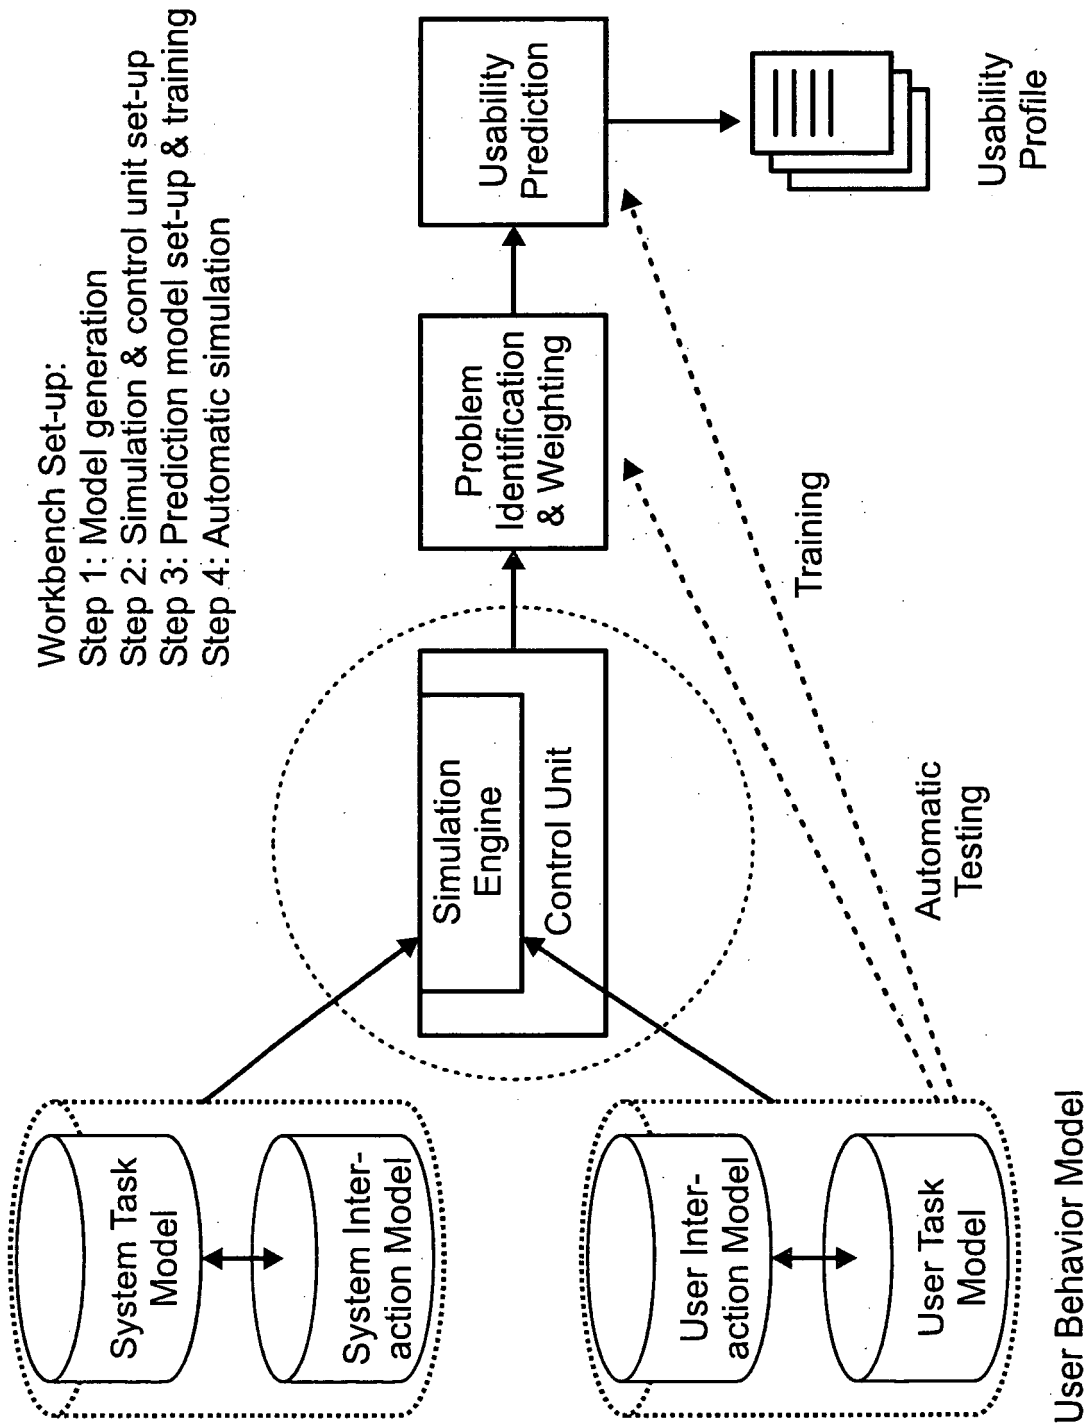 Workbench Set-up:
Step 1: Model generation
Step 2: Simulation & control unit set-up
Step 3: Prediction model set-up & training
Step 4: Automatic simulation
System Task
Model
System Inter-
action Model
User Inter-
action Model
User Task
Model
User Behavior Model
Simulation
Engine
Control Unit
Problem
Identification
& Weighting
Usability
Prediction
Automatic
Testing
Training
Usability
Profile